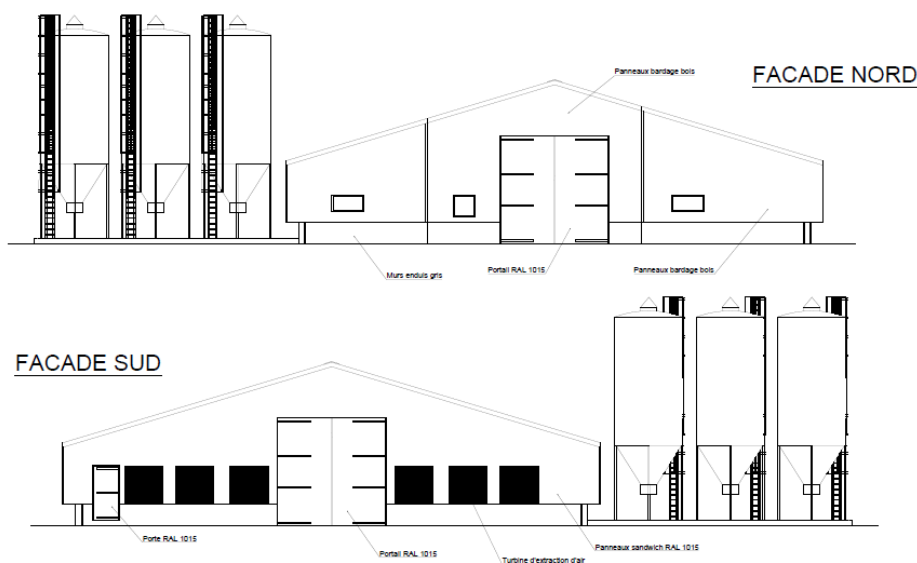 Panneaux bardage bois
FACADE NORD
Murs enduis gris
Portail RAL 1015
Panneaux bardage bois
FACADE SUD
Porte RAL 1015
Portail RAL 1015
Turbine d'extraction d'air
Panneaux sandwich RAL 1015